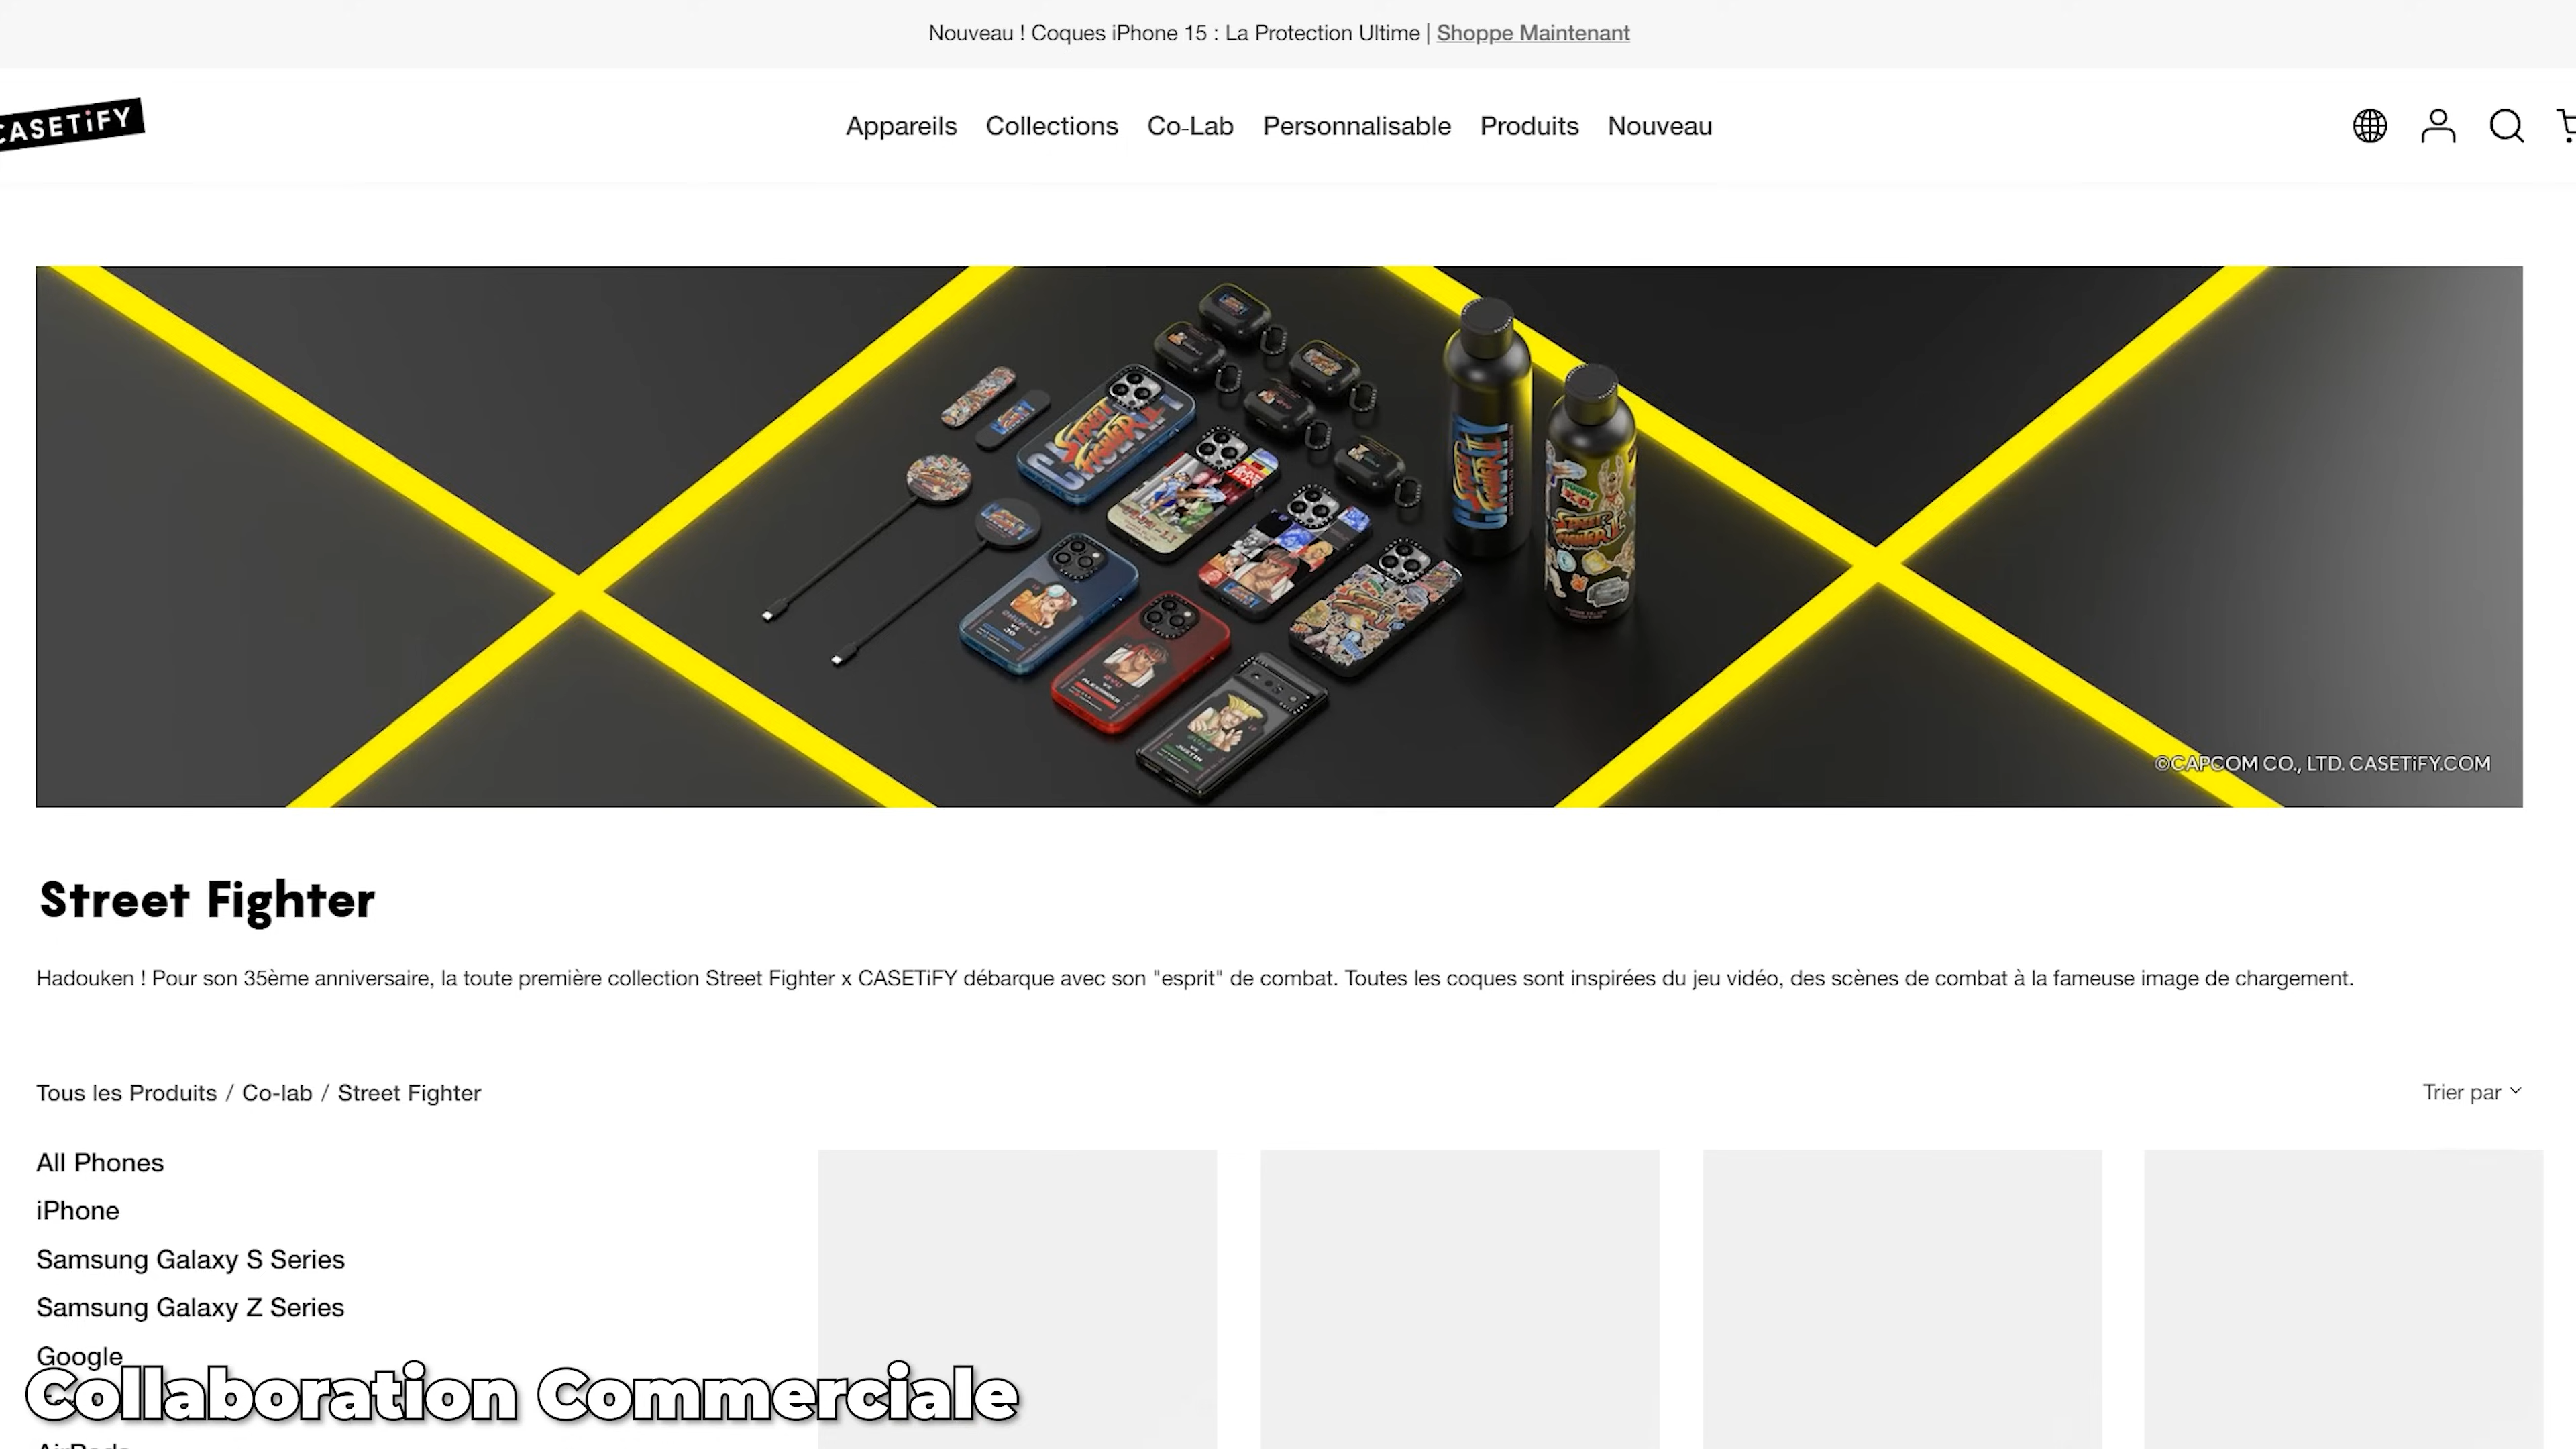 Nouveau ! Coques iPhone 15 : La Protection Ultime | Shoppe Maintenant
CASETiFY
Appareils Collections Co-Lab Personnalisable Produits Nouveau
STREET FIGHTER II
©CAPCOM CO., LTD. CASETiFY.COM
Street Fighter
Hadouken ! Pour son 35ème anniversaire, la toute première collection Street Fighter x CASETiFY débarque avec son "esprit" de combat. Toutes les coques sont inspirées du jeu vidéo, des scènes de combat à la fameuse image de chargement.
Tous les Produits / Co-lab / Street Fighter
Trier par
All Phones
iPhone
Samsung Galaxy S Series
Samsung Galaxy Z Series
Google
Collaboration Commerciale